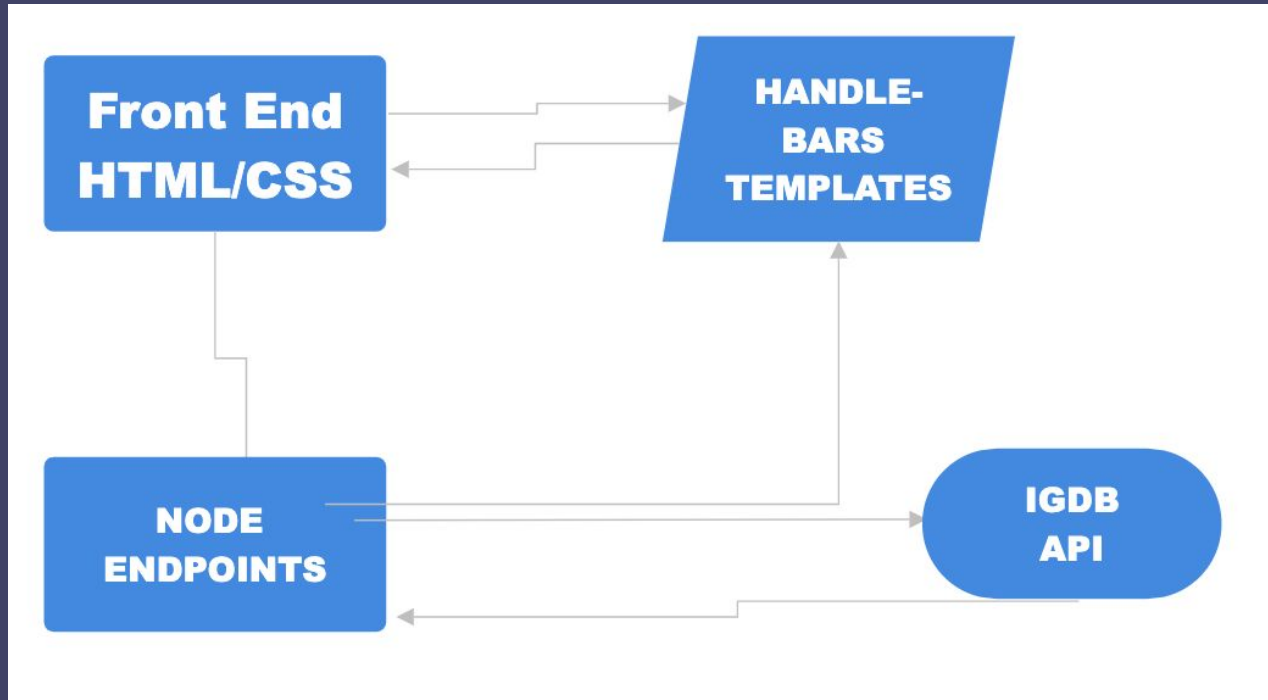 Front End
HTML/CSS
HANDLE-
BARS
TEMPLATES
NODE
ENDPOINTS
IGDB
API